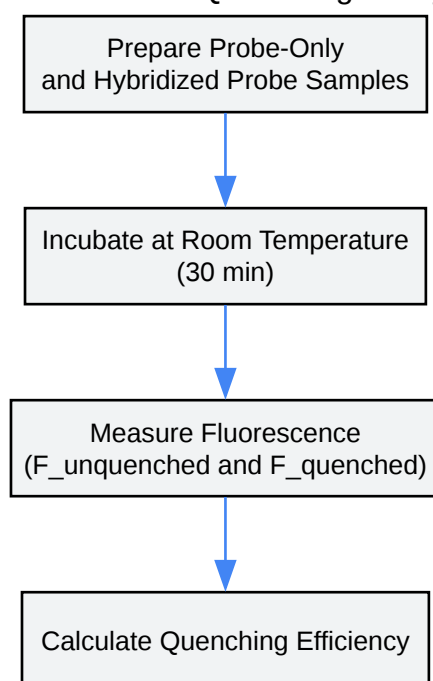 Prepare Probe-Only
and Hybridized Probe Samples
Incubate at Room Temperature
(30 min)
Measure Fluorescence
(F_unquenched and F_quenched)
Calculate Quenching Efficiency